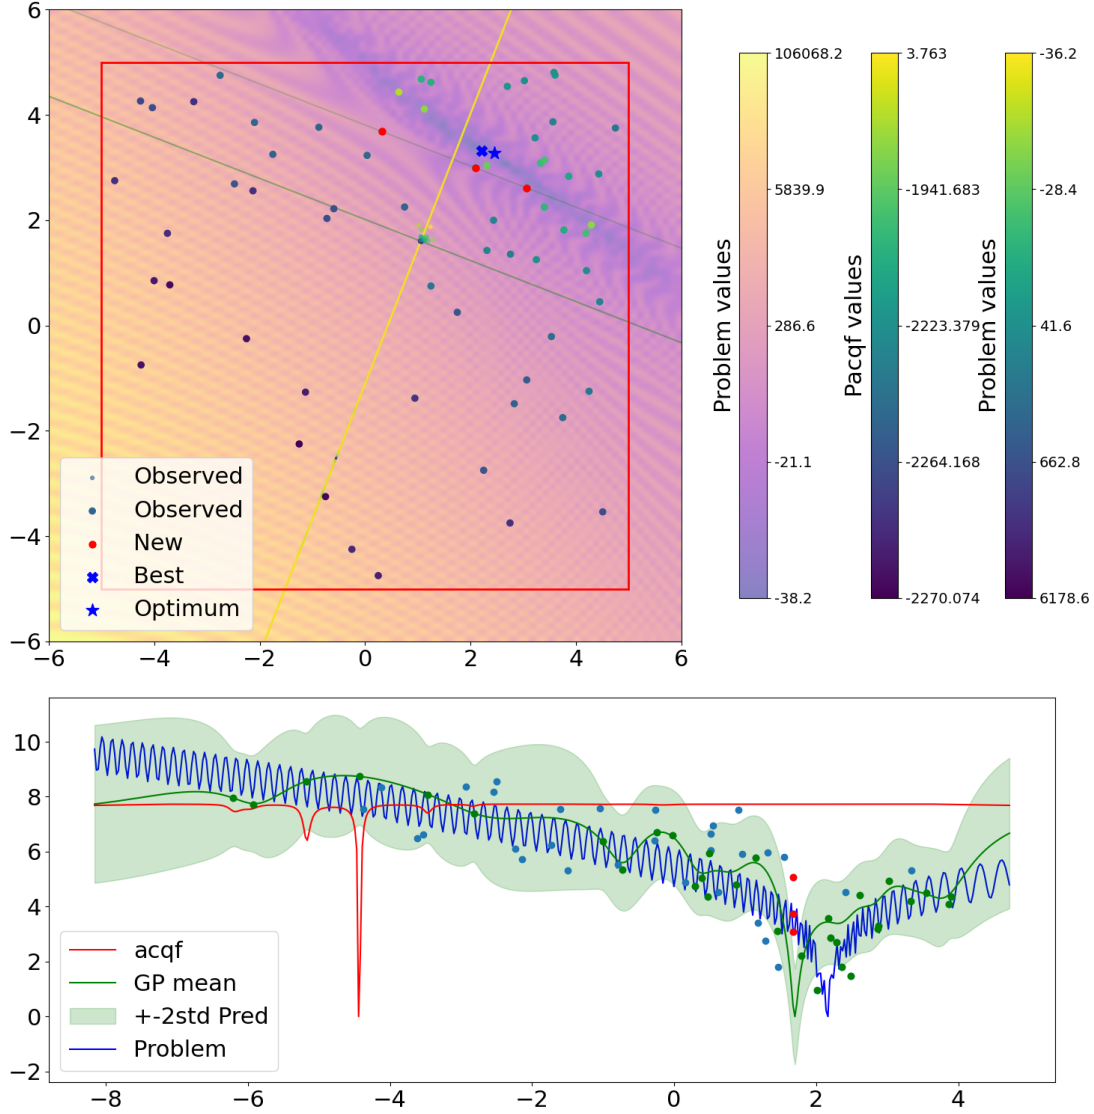 6
4
2
0
−2
−4
−6
−6 −4 −2 0 2 4 6
Observed
Observed
New
Best
Optimum
Problem values
106068.2
5839.9
286.6
-21.1
-38.2
Pacqf values
3.763
-1941.683
-2223.379
-2264.168
-2270.074
Problem values
-36.2
-28.4
41.6
662.8
6178.6
10
8
6
4
2
0
−2
−8 −6 −4 −2 0 2 4
acqf
GP mean
+-2std Pred
Problem